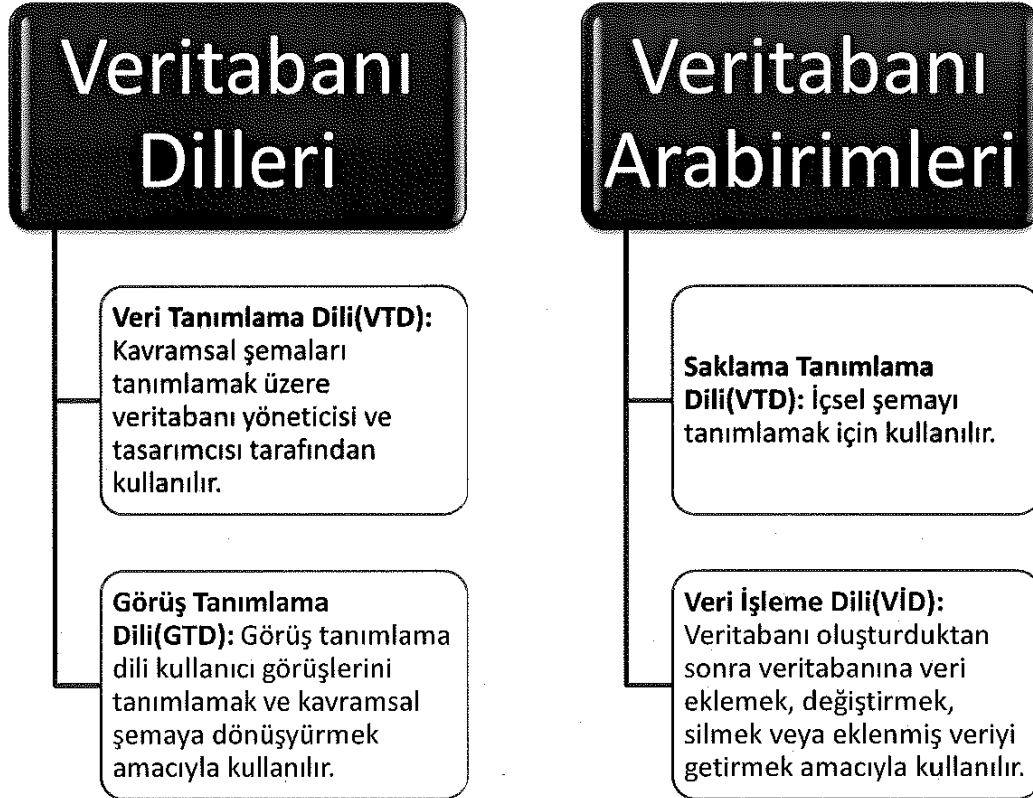 Veritabanı
Dilleri
Veri Tanımlama Dili(VTD):
Kavramsal şemaları
tanımlamak üzere
veritabanı yöneticisi ve
tasarımcısı tarafından
kullanılır.
Görüş Tanımlama
Dili(GTD): Görüş tanımlama
dili kullanıcı görüşlerini
tanımlamak ve kavramsal
şemaya dönüşyürmek
amacıyla kullanılır.
Veritabanı
Arabirimleri
Saklama Tanımlama
Dili(VTD): İçsel şemayı
tanımlamak için kullanılır.
Veri İşleme Dili(VİD):
Veritabanı oluşturduktan
sonra veritabanına veri
eklemek, değiştirmek,
silmek veya eklenmiş veriyi
getirmek amacıyla kullanılır.